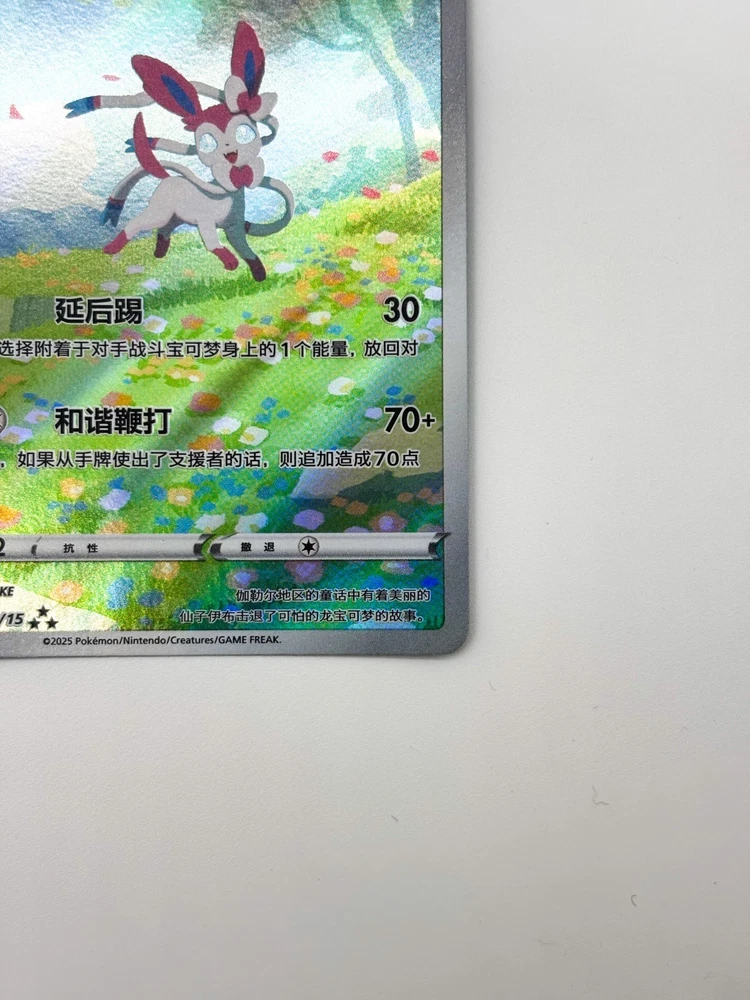 延后踢 30
选择附着于对手战斗宝可梦身上的1个能量，放回对
和谐鞭打 70+
，如果从手牌使出了支援者的话，则追加造成70点
2 抗性 撤退
KE
/15
伽勒尔地区的童话中有着美丽的
仙子伊布击退了可怕的龙宝可梦的故事。
©2025 Pokémon/Nintendo/Creatures/GAME FREAK.